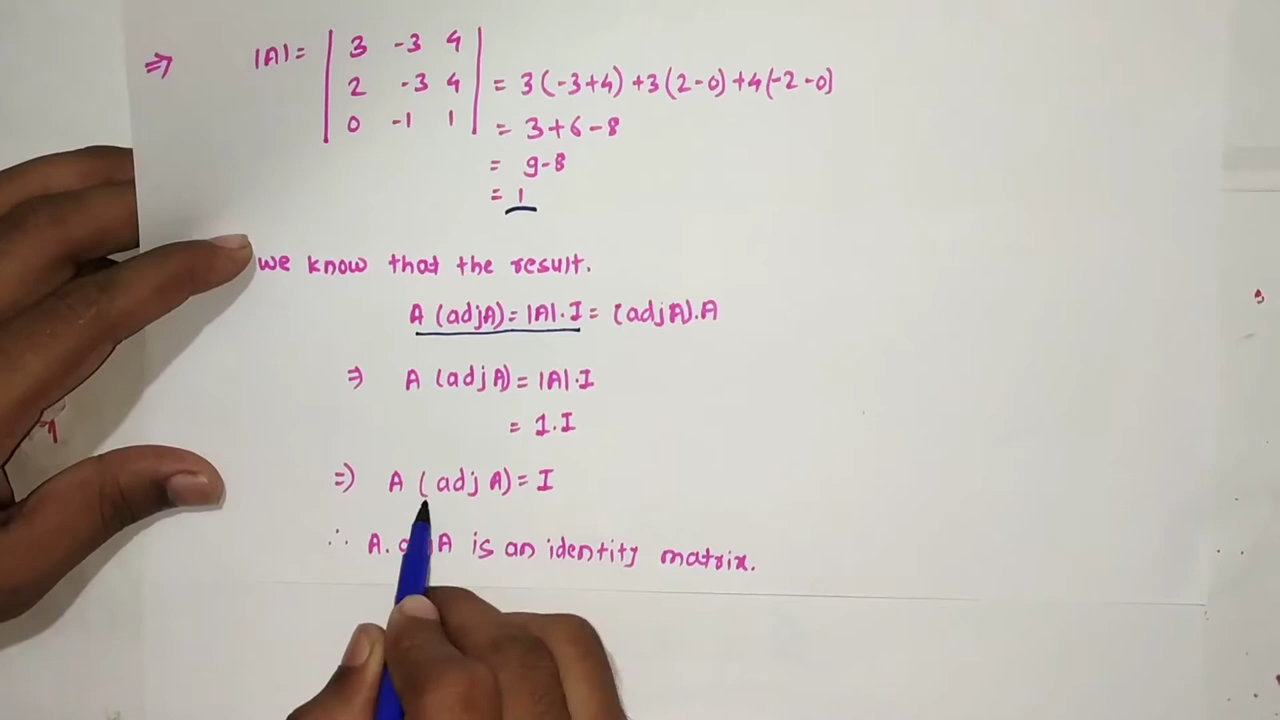 ⇒ |A| = | 3 -3 4 |
| 2 -3 4 | = 3(-3+4) +3(2-0) +4(-2-0)
| 0 -1 1 | = 3+6-8
= 9-8
= 1
we know that the result.
A (adjA) = |A|.I = (adjA).A
⇒ A (adjA) = |A|.I
= 1.I
⇒ A (adj A) = I
∴ A. A is an identity matrix.